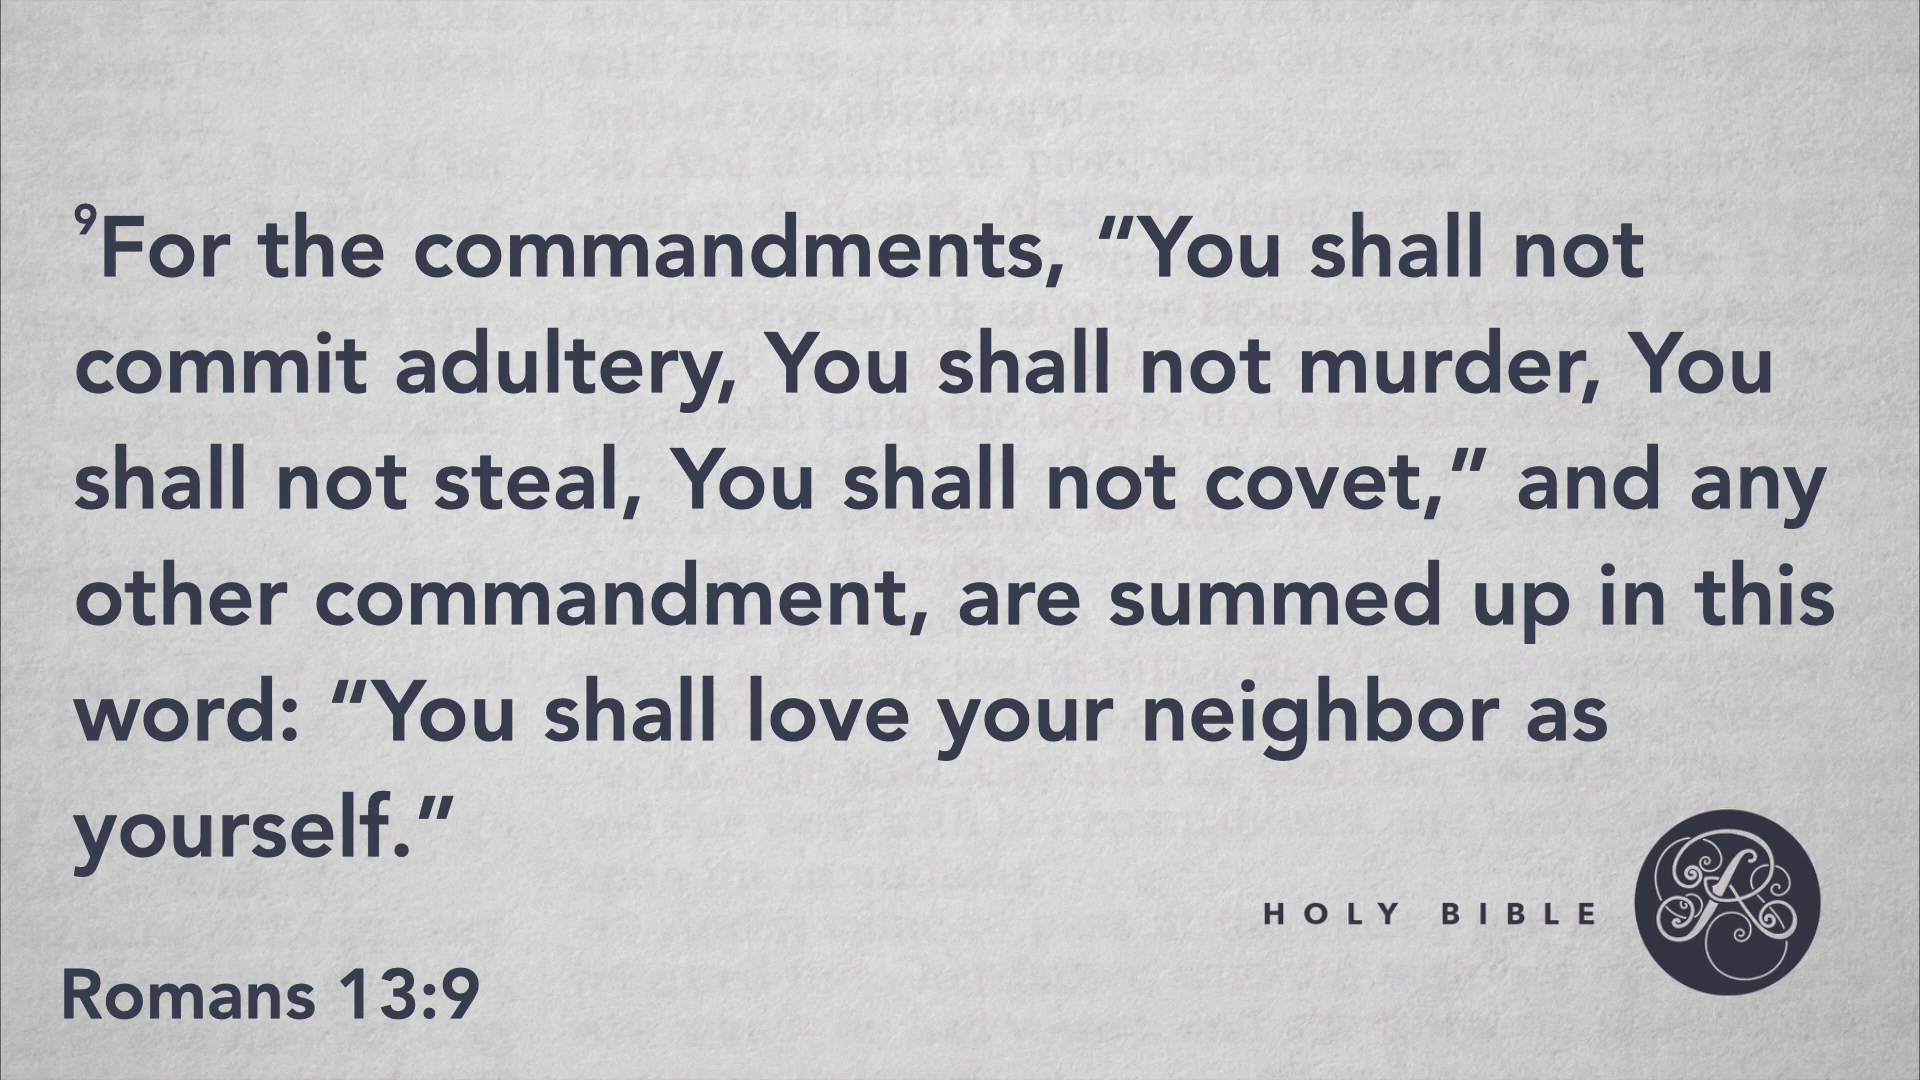 ⁹For the commandments, “You shall not
commit adultery, You shall not murder, You
shall not steal, You shall not covet,” and any
other commandment, are summed up in this
word: “You shall love your neighbor as
yourself.”
HOLY BIBLE
Romans 13:9